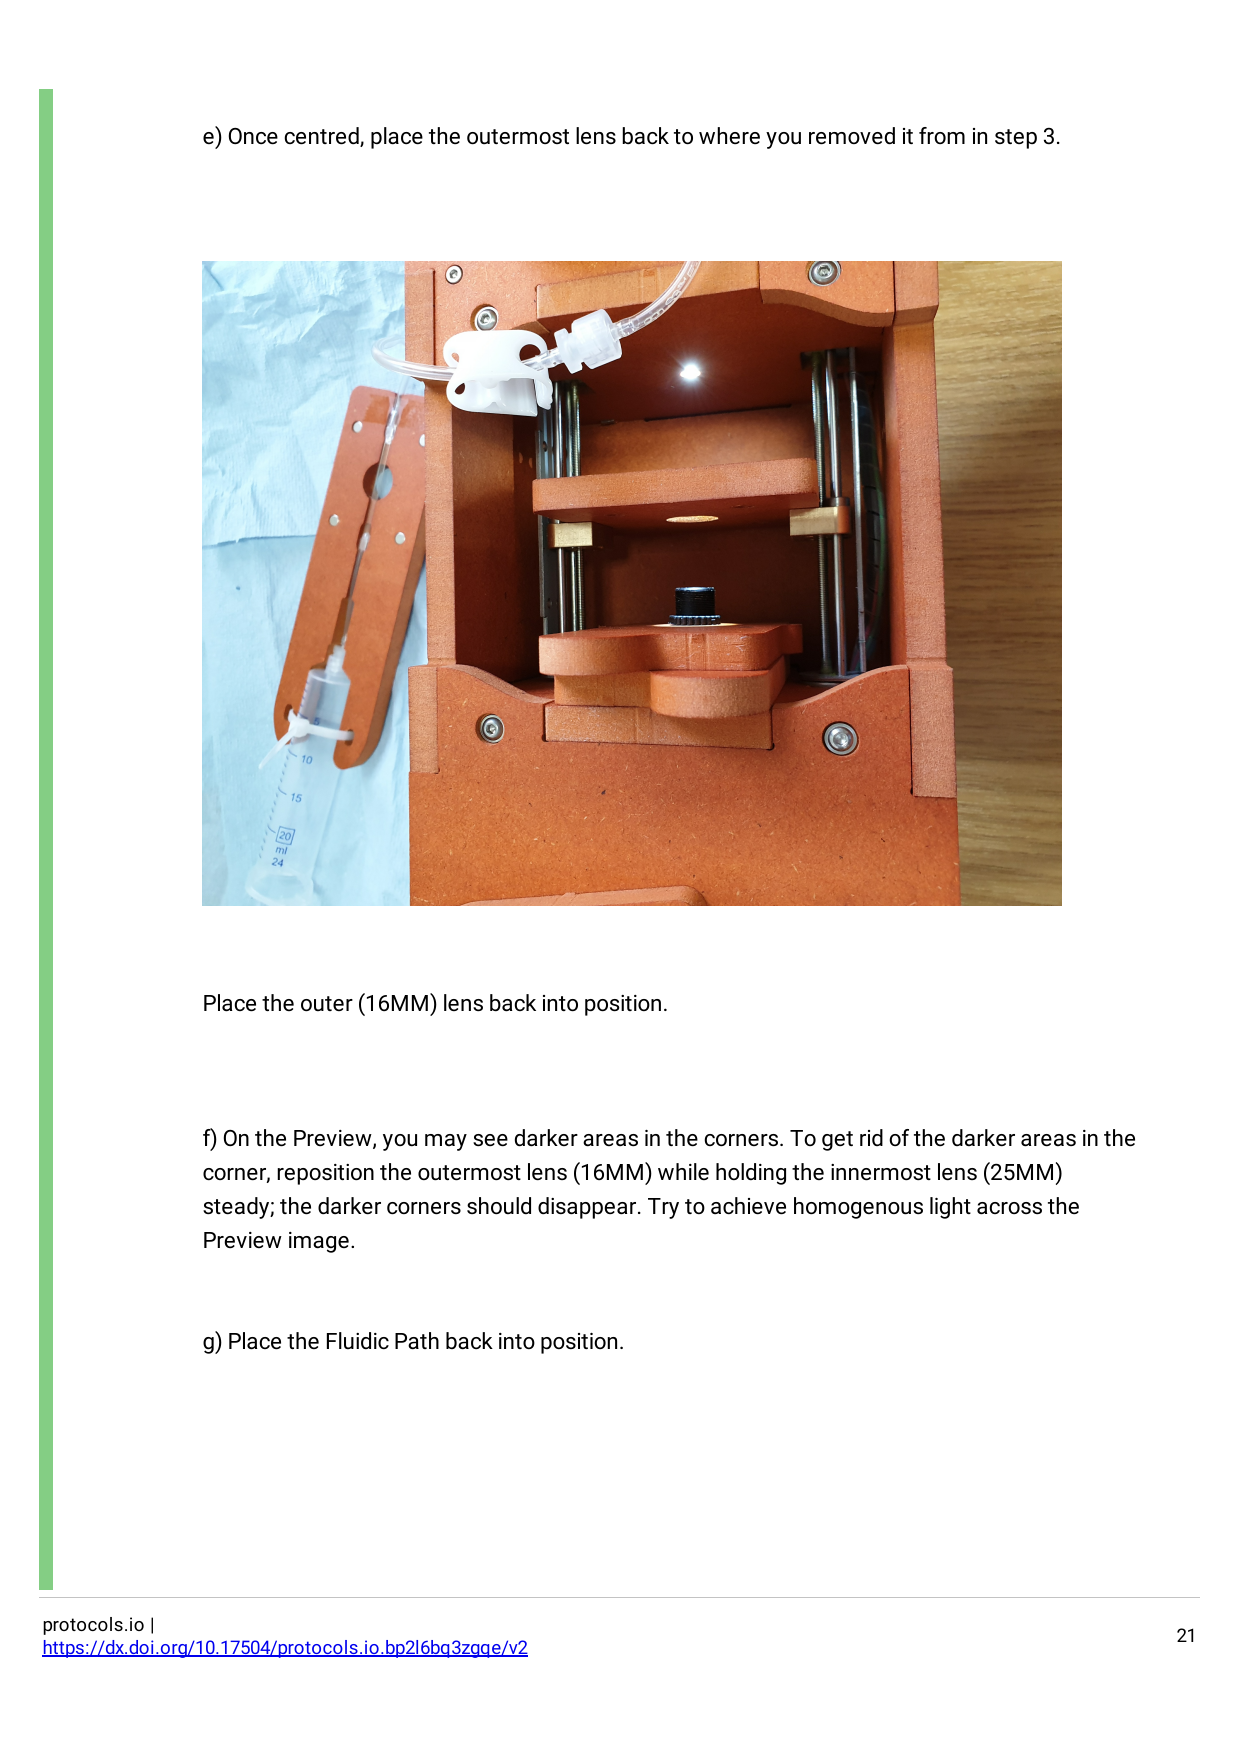 e) Once centred, place the outermost lens back to where you removed it from in step 3.
5
10
15
20
ml
24
Place the outer (16MM) lens back into position.
f) On the Preview, you may see darker areas in the corners. To get rid of the darker areas in the
corner, reposition the outermost lens (16MM) while holding the innermost lens (25MM)
steady; the darker corners should disappear. Try to achieve homogenous light across the
Preview image.
g) Place the Fluidic Path back into position.
protocols.io |
https://dx.doi.org/10.17504/protocols.io.bp2l6bq3zgqe/v2
21